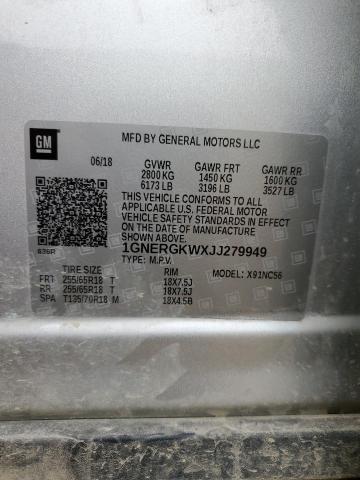 GM
MFD BY GENERAL MOTORS LLC
06/18 GVWR GAWR FRT GAWR RR
2800 KG 1450 KG 1600 KG
6173 LB 3196 LB 3527 LB
THIS VEHICLE CONFORMS TO ALL
APPLICABLE U.S. FEDERAL MOTOR
VEHICLE SAFETY STANDARDS IN EFFECT
ON THE DATE OF MANUFACTURE SHOWN ABOVE.
1GNERGKWXJJ279949
TYPE: M.P.V. MODEL: X91NC56
TIRE SIZE RIM
FRT 255/65R18 T 18X7.5J
RR 255/65R18 T 18X7.5J
SPA T135/70R18 M 18X4.5B